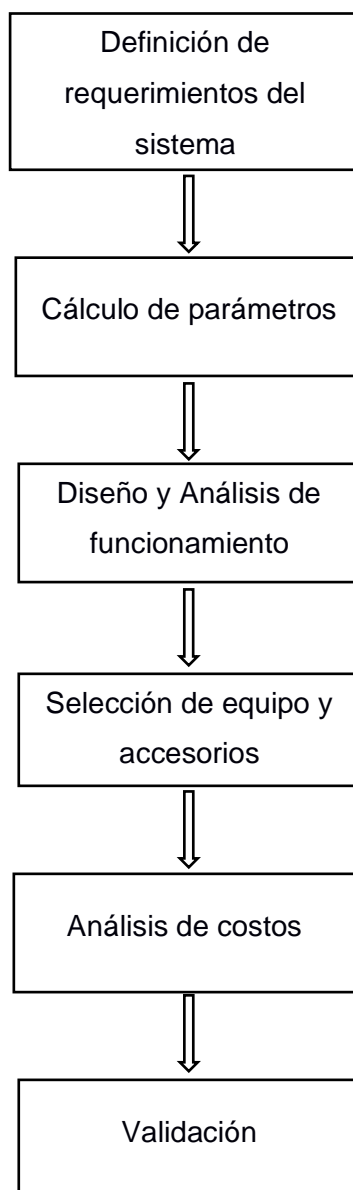 Definición de
requerimientos del
sistema
Cálculo de parámetros
Diseño y Análisis de
funcionamiento
Selección de equipo y
accesorios
Análisis de costos
Validación